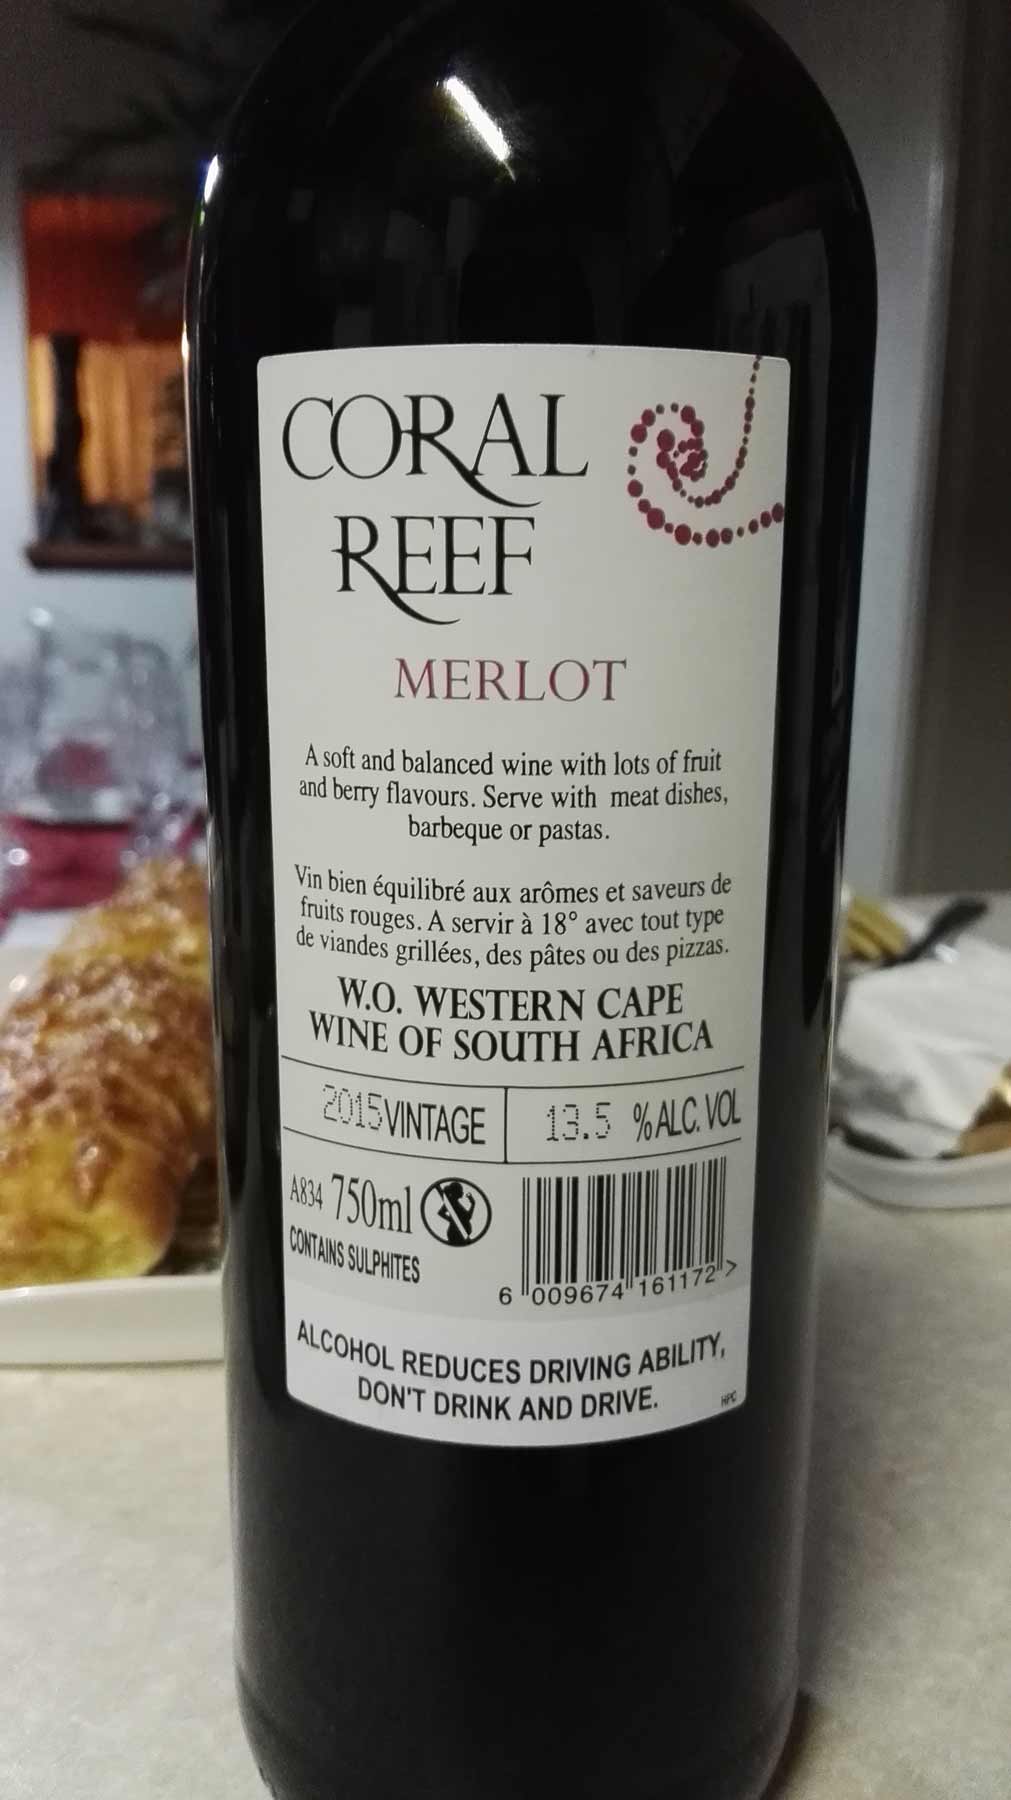 CORAL
REEF
MERLOT
A soft and balanced wine with lots of fruit
and berry flavours. Serve with meat dishes,
barbeque or pastas.
Vin bien équilibré aux arômes et saveurs de
fruits rouges. A servir à 18° avec tout type
de viandes grillées, des pâtes ou des pizzas.
W.O. WESTERN CAPE
WINE OF SOUTH AFRICA
2015 VINTAGE 13.5 % ALC. VOL
A834 750ml
CONTAINS SULPHITES
6 009674 161172 >
ALCOHOL REDUCES DRIVING ABILITY,
DON'T DRINK AND DRIVE.
HPC